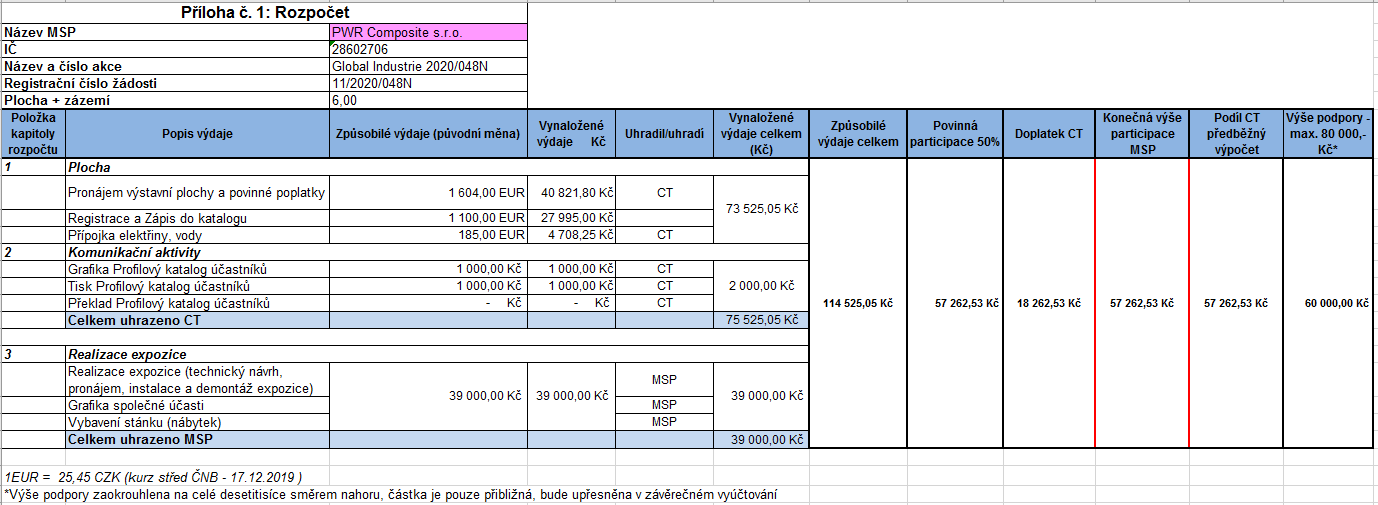 Příloha č. 1: Rozpočet
Název MSP PWR Composite s.r.o.
IČ 28602706
Název a číslo akce Global Industrie 2020/048N
Registrační číslo žádosti 11/2020/048N
Plocha + zázemí 6,00
Položka kapitoly rozpočtu Popis výdaje Způsobilé výdaje (původní měna) Vynaložené výdaje Kč Uhradil/uhradí Vynaložené výdaje celkem (Kč) Způsobilé výdaje celkem Povinná participace 50% Doplatek CT Konečná výše participace MSP Podíl CT předběžný výpočet Výše podpory - max. 80 000,- Kč*
1 Plocha
Pronájem výstavní plochy a povinné poplatky 1 604,00 EUR 40 821,80 Kč CT 73 525,05 Kč
Registrace a Zápis do katalogu 1 100,00 EUR 27 995,00 Kč
Přípojka elektřiny, vody 185,00 EUR 4 708,25 Kč CT
2 Komunikační aktivity
Grafika Profilový katalog účastníků 1 000,00 Kč 1 000,00 Kč CT 2 000,00 Kč
Tisk Profilový katalog účastníků 1 000,00 Kč 1 000,00 Kč CT
Překlad Profilový katalog účastníků - Kč - Kč CT
114 525,05 Kč 57 262,53 Kč 18 262,53 Kč 57 262,53 Kč 57 262,53 Kč 60 000,00 Kč
Celkem uhrazeno CT 75 525,05 Kč
3 Realizace expozice
Realizace expozice (technický návrh, pronájem, instalace a demontáž expozice) 39 000,00 Kč 39 000,00 Kč MSP 39 000,00 Kč
Grafika společné účasti MSP
Vybavení stánku (nábytek) MSP
Celkem uhrazeno MSP 39 000,00 Kč
1EUR = 25,45 CZK (kurz střed ČNB - 17.12.2019 )
*Výše podpory zaokrouhlena na celé desetitisíce směrem nahoru, částka je pouze přibližná, bude upřesněna v závěrečném vyúčtování